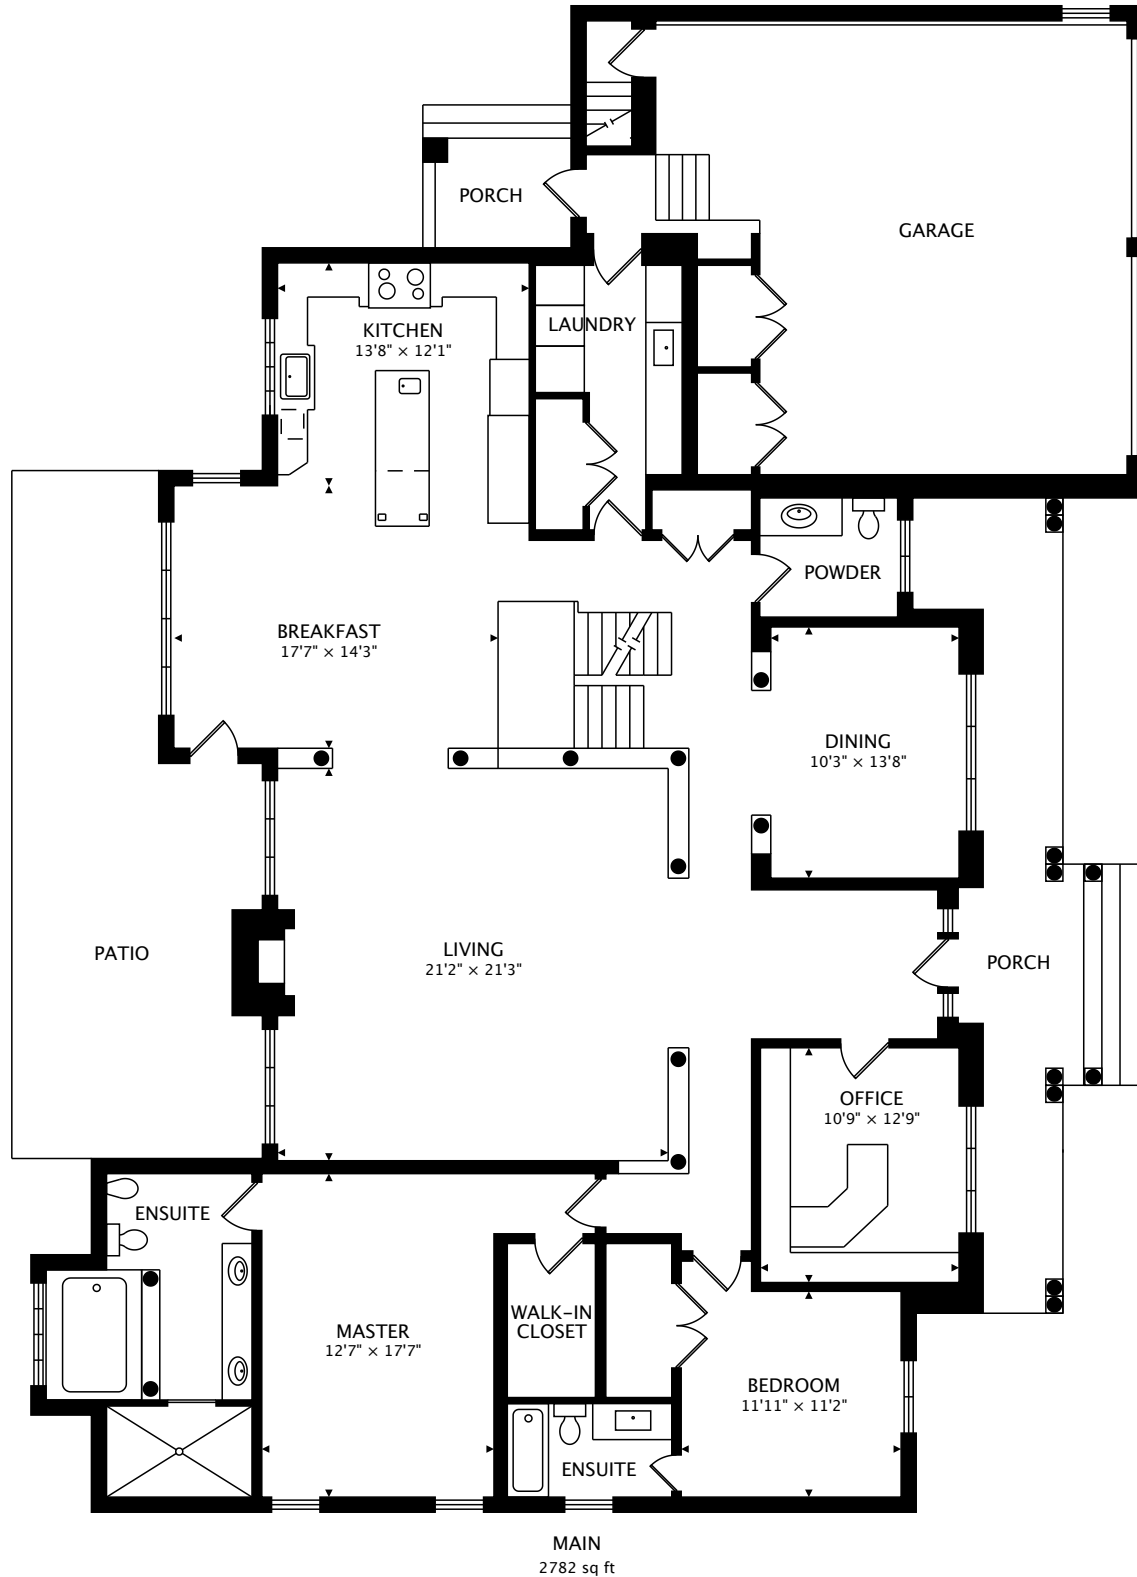 PORCH
GARAGE
KITCHEN
13'8" × 12'1"
LAUNDRY
POWDER
BREAKFAST
17'7" × 14'3"
DINING
10'3" × 13'8"
PATIO
LIVING
21'2" × 21'3"
PORCH
OFFICE
10'9" × 12'9"
ENSUITE
WALK-IN
CLOSET
MASTER
12'7" × 17'7"
BEDROOM
11'11" × 11'2"
ENSUITE
MAIN
2782 sq ft